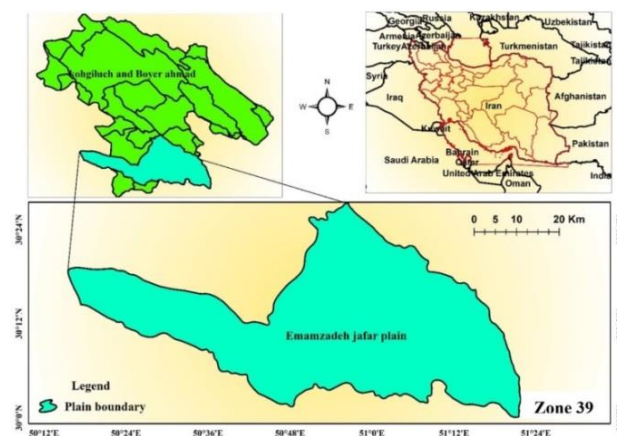 Kohgiluch and Boyer ahmad
N
W E
S
Georgia Russia Kazakhstan Uzbekistan
Armenia Azerbaijan Tajikistan
Turkey Azerbaijan Turkmenistan
Tajikistan
Syria
Iraq Iran Afghanistan
Kuwait
Pakistan
Bahrain
Saudi Arabia Qatar
United Arab Emirates India
Oman
0 5 10 20 Km
30°24'N
30°12'N
30°0'N
Emamzadeh jafar plain
Legend
Plain boundary
Zone 39
50°12'E 50°24'E 50°36'E 50°48'E 51°0'E 51°12'E 51°24'E